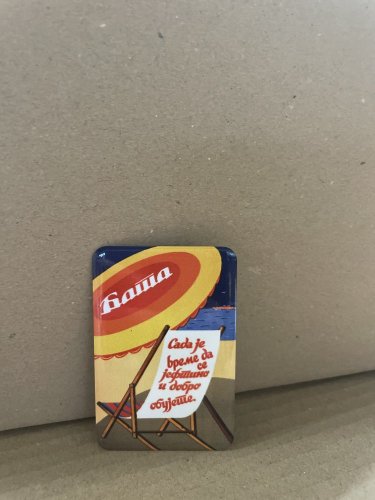 Бата
Сада је
време да
се
јефтино
и добро
обујете.